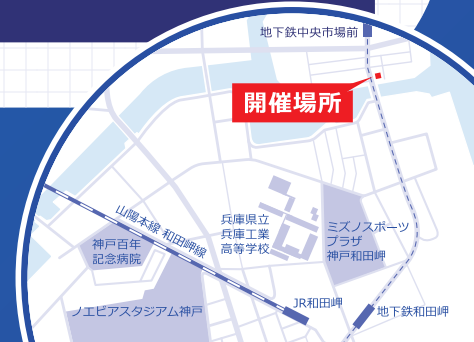 地下鉄中央市場前
開催場所
山陽本線 和田岬線
兵庫県立
兵庫工業
高等学校
ミズノスポーツ
プラザ
神戸和田岬
神戸百年
記念病院
JR和田岬
ノエビアスタジアム神戸
地下鉄和田岬